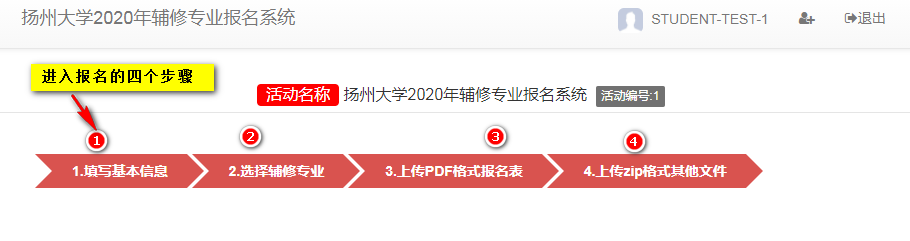 扬州大学2020年辅修专业报名系统
STUDENT-TEST-1
退出
进入报名的四个步骤
活动名称 扬州大学2020年辅修专业报名系统 活动编号:1
1 2 3 4
1.填写基本信息 2.选择辅修专业 3.上传PDF格式报名表 4.上传zip格式其他文件